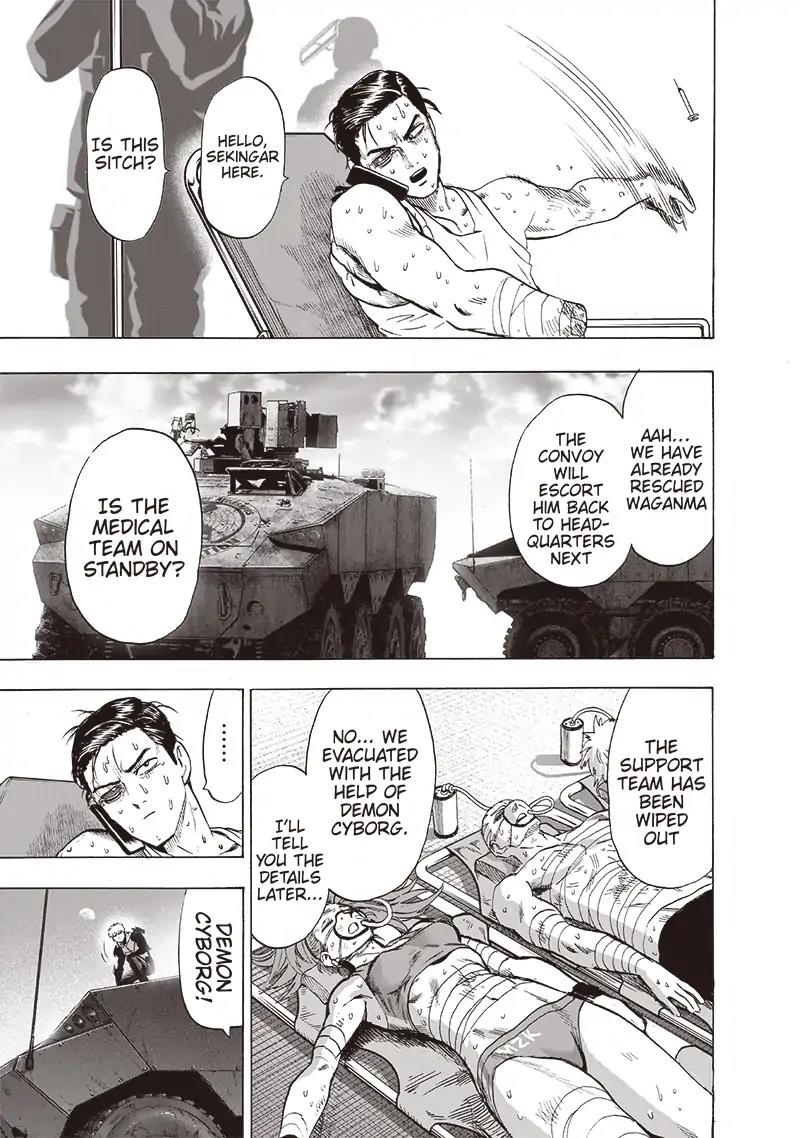 HELLO,
SEKINGAR
HERE.
IS THIS
SITCH?
AAH...
WE HAVE
ALREADY
RESCUED
WAGANMA
THE
CONVOY
WILL
ESCORT
HIM BACK
TO HEAD-
QUARTERS
NEXT
IS THE
MEDICAL
TEAM ON
STANDBY?
THE
SUPPORT
TEAM HAS
BEEN
WIPED
OUT
NO... WE
EVACUATED
WITH THE
HELP OF
DEMON
CYBORG.
I'LL
TELL
YOU THE
DETAILS
LATER...
MZK
........
DEMON
CYBORG!